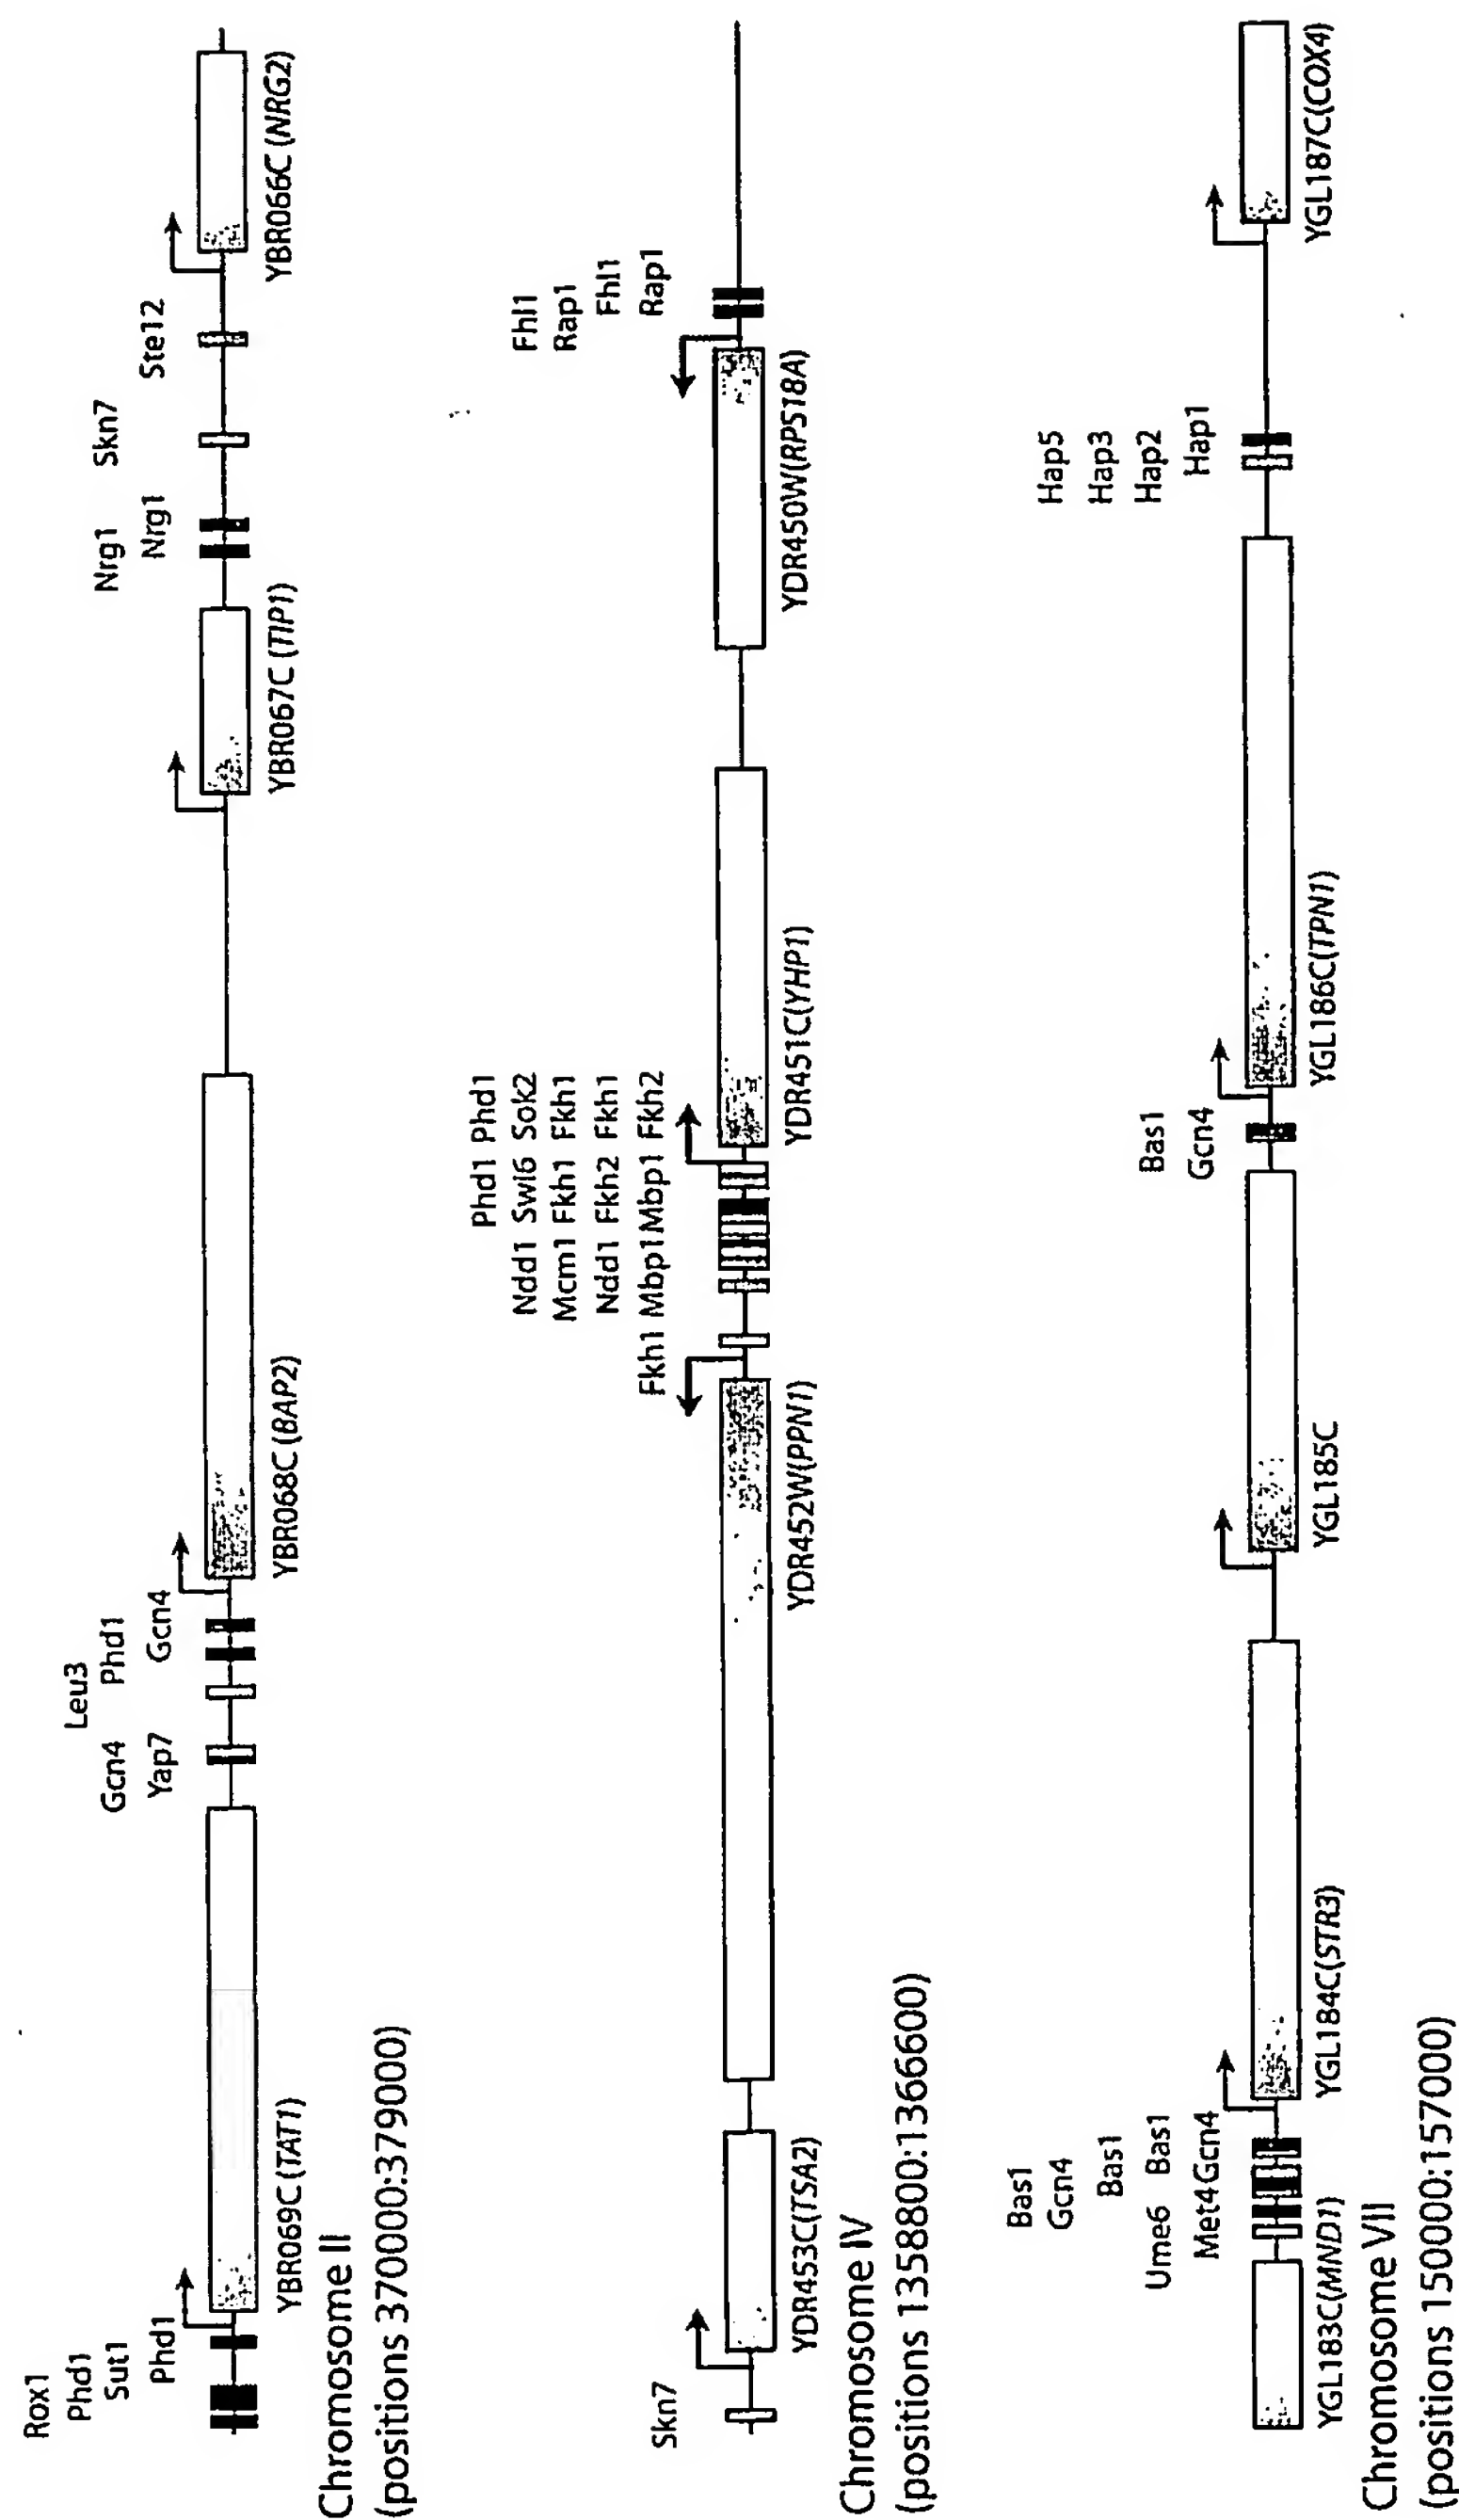 Rox1
Phd1
Sut1
Phd1
Leu3
Gcn4 Phd1
Yap7 Gcn4
Nrg1 Skn7
Nrg1 Ste12
YBR069C (TAT1) YBR068C (BAP2) YBR067C (TIP1) YBR066C (NRG2)
Chromosome II
(positions 370000:379000)
Phd1 Phd1
Ndd1 Swi6 Sok2
Mcm1 Fkh1 Fkh1
Ndd1 Fkh2 Fkh1
Skn7 Fkh1 Mbp1 Mbp1 Fkh2
Fhl1
Rap1
Fhl1
Rap1
YDR453C(TSA2) YDR452W(PPN1) YDR451C(YHP1) YDR450W(RPS18A)
Chromosome IV
(positions 1358800:1366600)
Bas1
Gcn4
Bas1
Ume6 Bas1
Met4 Gcn4
Bas1
Gcn4
Hap5
Hap3
Hap2
Hap1
YGL183C(MND1) YGL184C(STR3) YGL185C YGL186C(TPN1) YGL187C(COX4)
Chromosome VII
(positions 150000:157000)